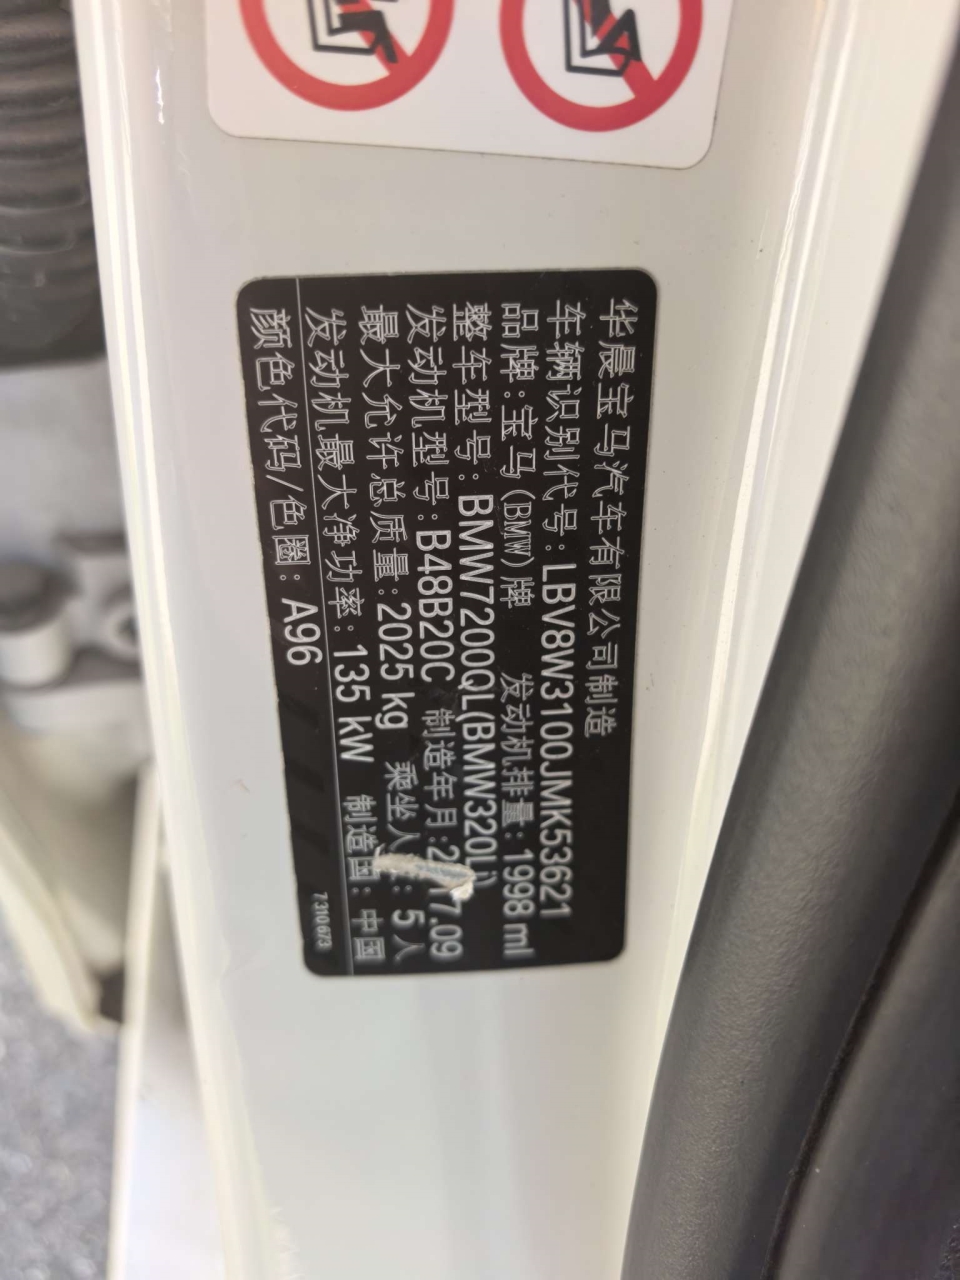 华晨宝马汽车有限公司制造
车辆识别代号:LBV8W3100JMK53621
品牌:宝马(BMW)牌 发动机排量:1998 ml
整车型号:BMW7200QL(BMW320Li)
发动机型号:B48B20C 制造年月:2 7.09
最大允许总质量:2025 kg 乘坐人 : 5 人
发动机最大净功率:135 kW 制造国:中国
颜色代码/色圈:A96
7310673